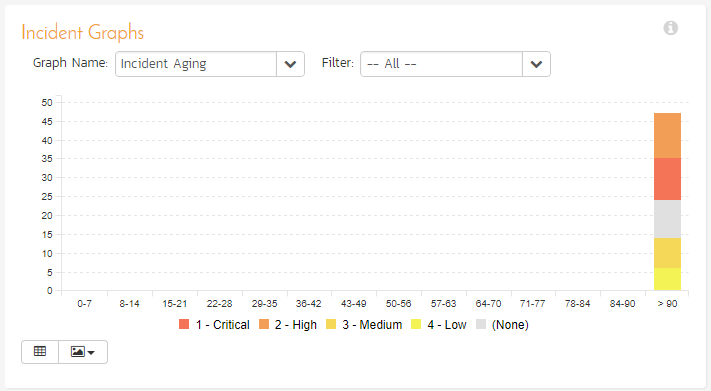 Incident Graphs
Graph Name: Incident Aging Filter: -- All --
50
45
40
35
30
25
20
15
10
5
0
0-7 8-14 15-21 22-28 29-35 36-42 43-49 50-56 57-63 64-70 71-77 78-84 84-90 > 90
1 - Critical 2 - High 3 - Medium 4 - Low (None)